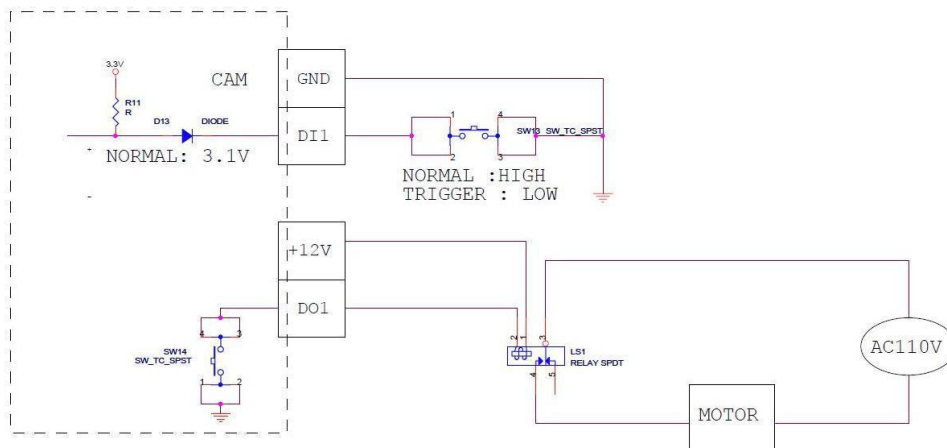 3.3V
CAM
GND
R11
R
D13 DIODE
DI1
1 4
SW13 SW_TC_SPST
+
NORMAL: 3.1V
2 3
-
NORMAL :HIGH
TRIGGER : LOW
+12V
DO1
4 3
2 1 3
SW14
SW_TC_SPST
LS1
RELAY SPDT
AC110V
4 5
1 2
MOTOR